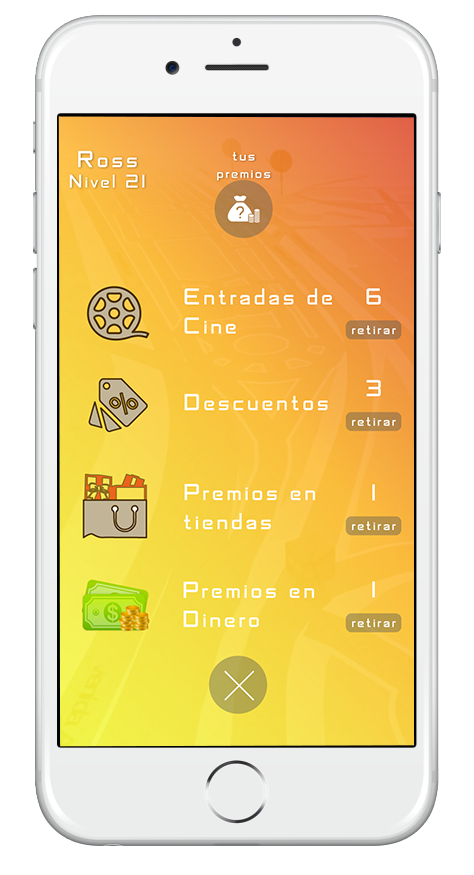 Ross
Nivel 21
tus
premios
?
Entradas de
Cine
6
retirar
%
Descuentos
3
retirar
Premios en
tiendas
1
retirar
$
Premios en
Dinero
1
retirar